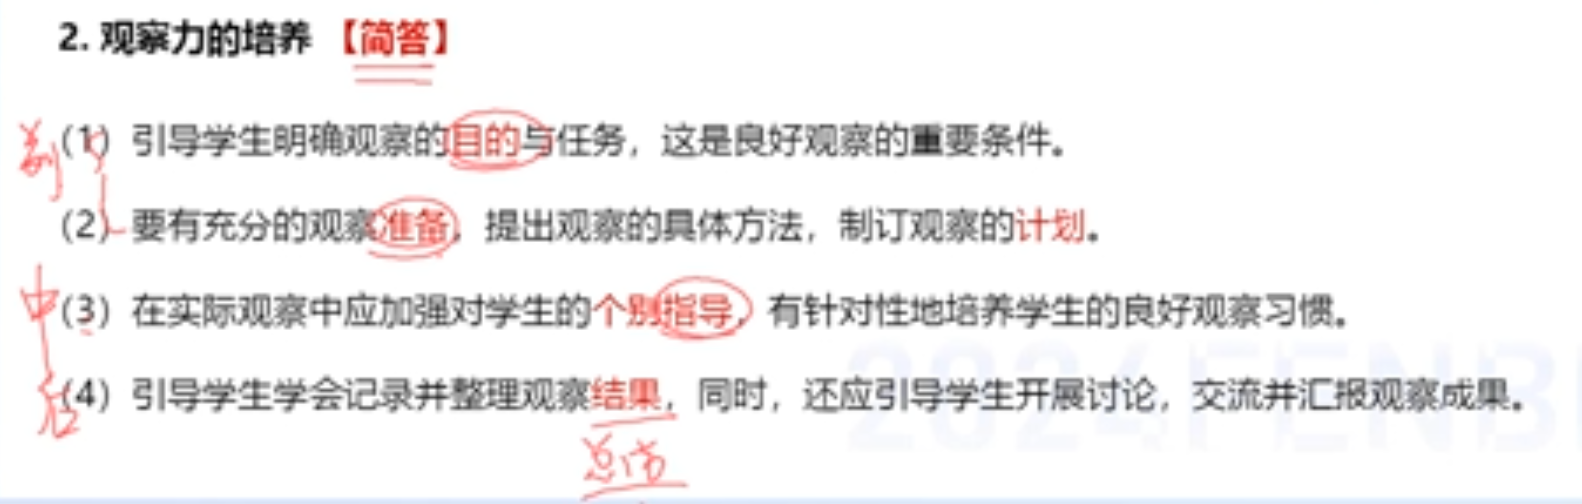 2. 观察力的培养 【简答】
前 (1) 引导学生明确观察的目的与任务，这是良好观察的重要条件。
(2) 要有充分的观察准备，提出观察的具体方法，制订观察的计划。
中 (3) 在实际观察中应加强对学生的个别指导，有针对性地培养学生的良好观察习惯。
后 (4) 引导学生学会记录并整理观察结果，同时，还应引导学生开展讨论，交流并汇报观察成果。
总结
2024FENB